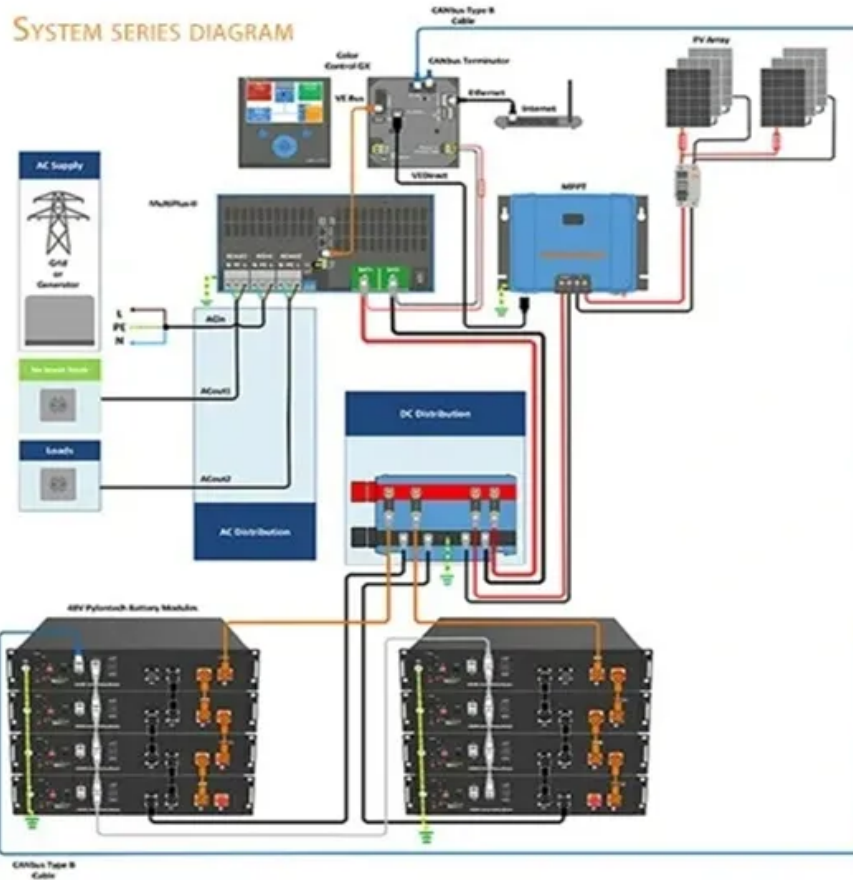 SYSTEM SERIES DIAGRAM
CANbus Type B
Cable
Color
Control GX
CANbus Terminator
PV Array
VE Bus
Ethernet
Internet
AC Supply
VEDirect
MPPT
MultiPlus-II
Grid
or
Generator
L
PE
N
ACin
ACout1
DC Distribution
Loads
ACout2
AC Distribution
48V Pylontech Battery Modules
CANbus Type B
Cable